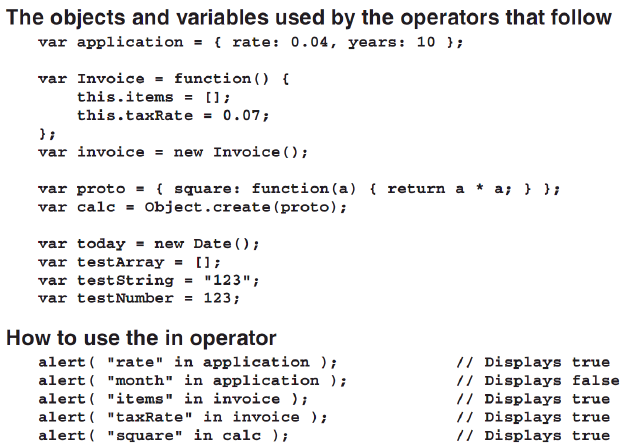 The objects and variables used by the operators that follow
var application = { rate: 0.04, years: 10 };
var Invoice = function() {
this.items = [];
this.taxRate = 0.07;
};
var invoice = new Invoice();
var proto = { square: function(a) { return a * a; } };
var calc = Object.create(proto);
var today = new Date();
var testArray = [];
var testString = "123";
var testNumber = 123;
How to use the in operator
alert( "rate" in application ); // Displays true
alert( "month" in application ); // Displays false
alert( "items" in invoice ); // Displays true
alert( "taxRate" in invoice ); // Displays true
alert( "square" in calc ); // Displays true